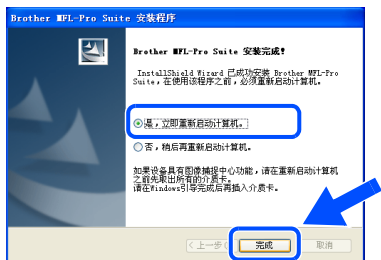 Brother MFL-Pro Suite 安装程序
Brother MFL-Pro Suite 安装完成!
InstallShield Wizard 已成功安装 Brother MFL-Pro
Suite,在使用该程序之前,必须重新启动计算机。
是,立即重新启动计算机。
否,稍后再重新启动计算机。
如果设备具有图像捕捉中心功能,请在重新启动计算机
之前先取出所有的介质卡。
请在Windows引导完成后再插入介质卡。
<上一步(
完成
取消